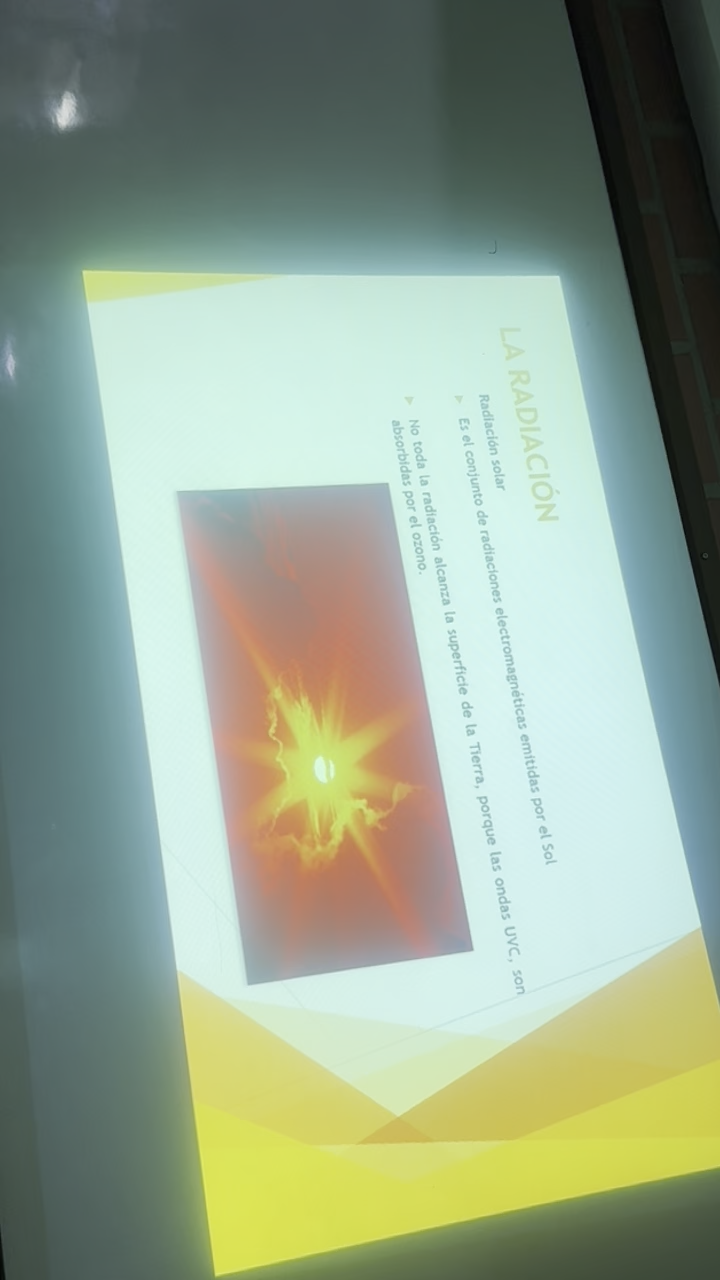 LA RADIACIÓN
Radiación solar
Es el conjunto de radiaciones electromagnéticas emitidas por el Sol
No toda la radiación alcanza la superficie de la Tierra, porque las ondas UVC, son
absorbidas por el ozono.